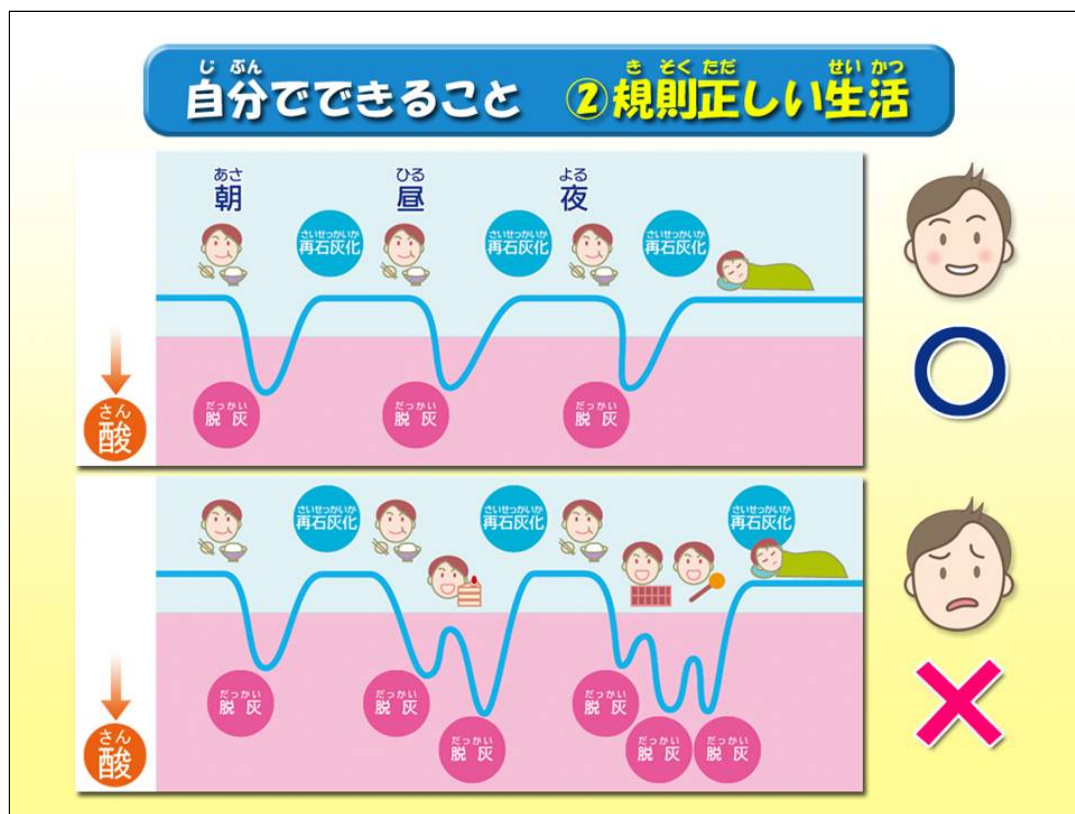 じぶん
自分でできること ②規則正しい生活
きそくただ せいかつ
あさ ひる よる
朝 昼 夜
さいせっかいか さいせっかいか さいせっかいか
再石灰化 再石灰化 再石灰化
だっかい だっかい だっかい
脱灰 脱灰 脱灰
さん
酸
さいせっかいか さいせっかいか さいせっかいか
再石灰化 再石灰化 再石灰化
だっかい だっかい だっかい
脱灰 脱灰 脱灰
だっかい だっかい だっかい
脱灰 脱灰 脱灰
さん
酸